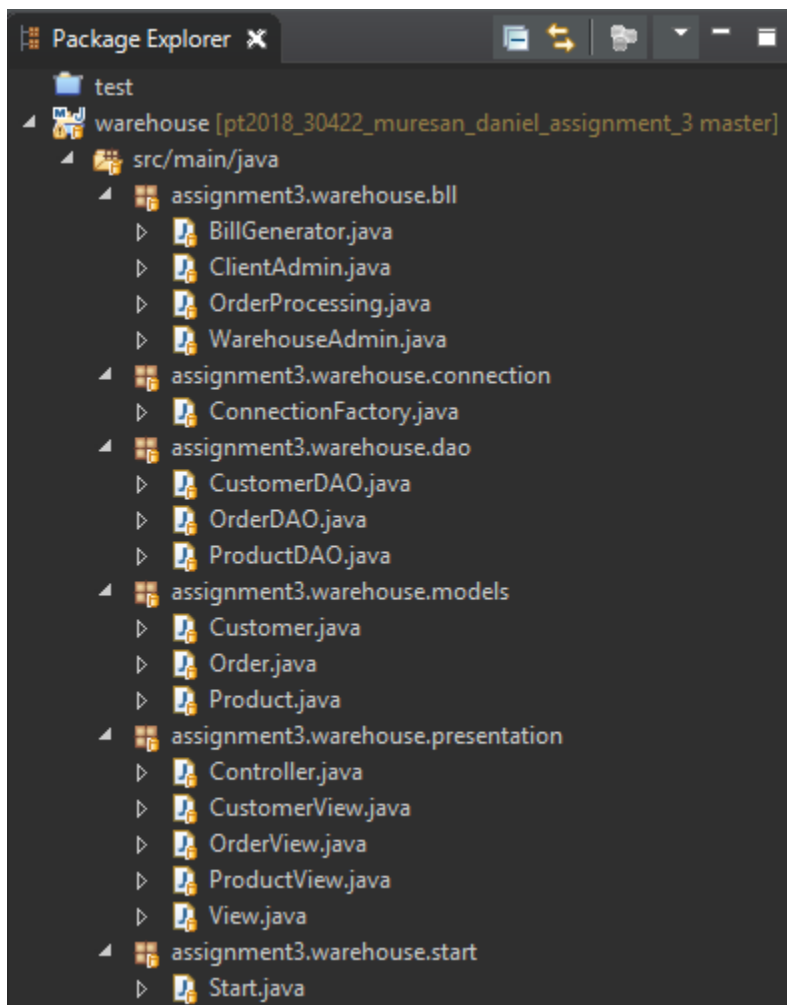 Package Explorer
test
warehouse [pt2018_30422_muresan_daniel_assignment_3 master]
src/main/java
assignment3.warehouse.bll
BillGenerator.java
ClientAdmin.java
OrderProcessing.java
WarehouseAdmin.java
assignment3.warehouse.connection
ConnectionFactory.java
assignment3.warehouse.dao
CustomerDAO.java
OrderDAO.java
ProductDAO.java
assignment3.warehouse.models
Customer.java
Order.java
Product.java
assignment3.warehouse.presentation
Controller.java
CustomerView.java
OrderView.java
ProductView.java
View.java
assignment3.warehouse.start
Start.java